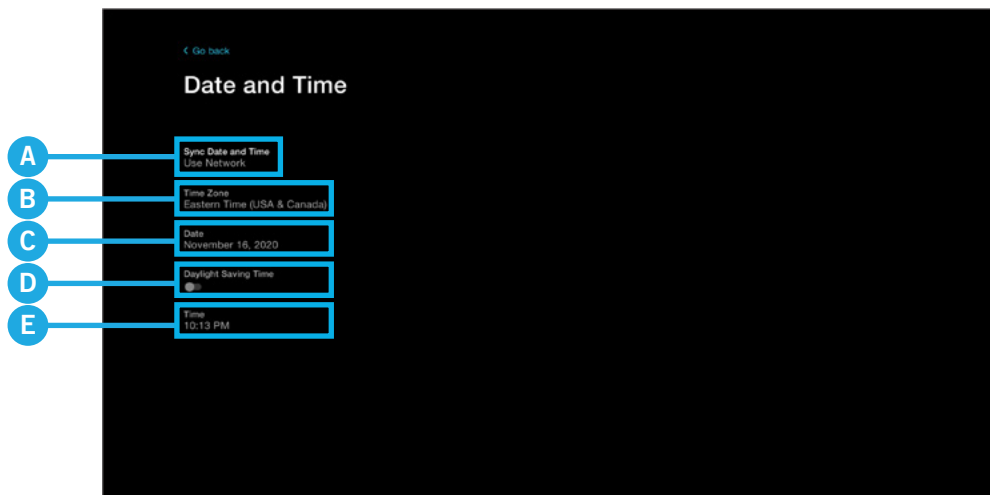 Go back
Date and Time
A
Sync Date and Time
Use Network
B
Time Zone
Eastern Time (USA & Canada)
C
Date
November 16, 2020
D
Daylight Saving Time
E
Time
10:13 PM